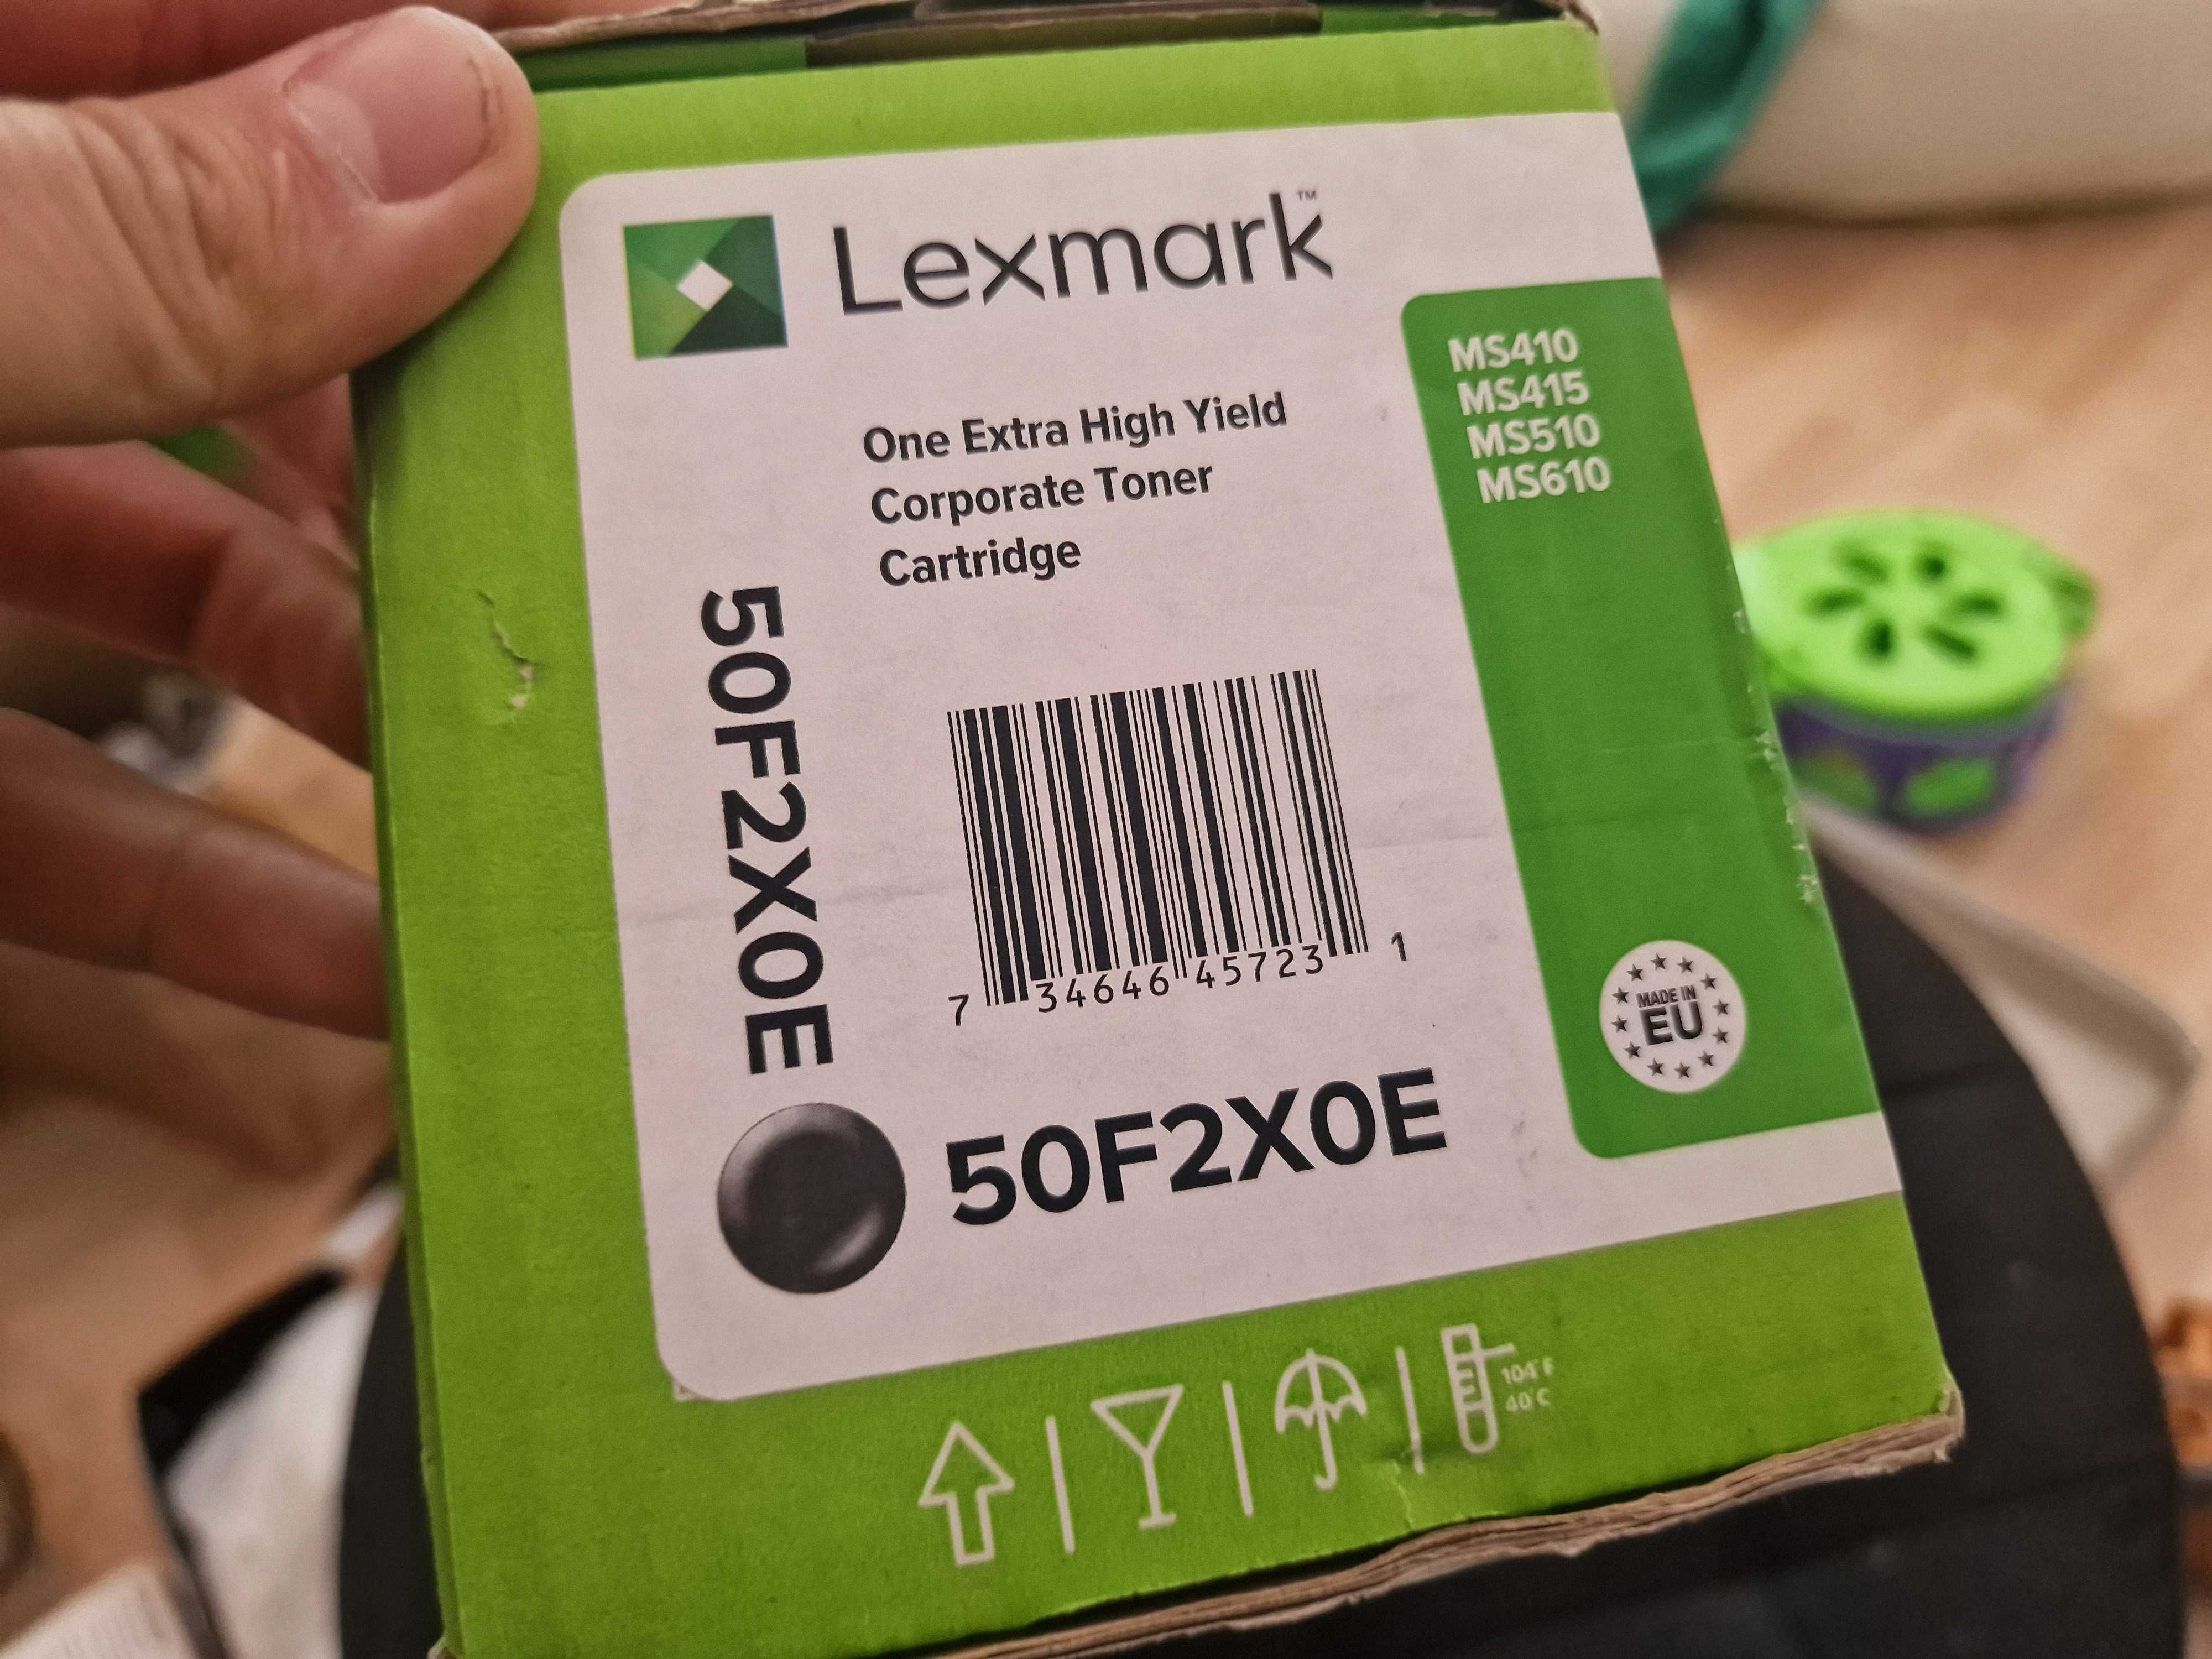 Lexmark™
MS410
MS415
MS510
MS610
One Extra High Yield
Corporate Toner
Cartridge
50F2X0E
7 34646 45723 1
MADE IN
EU
50F2X0E
104°F
40°C